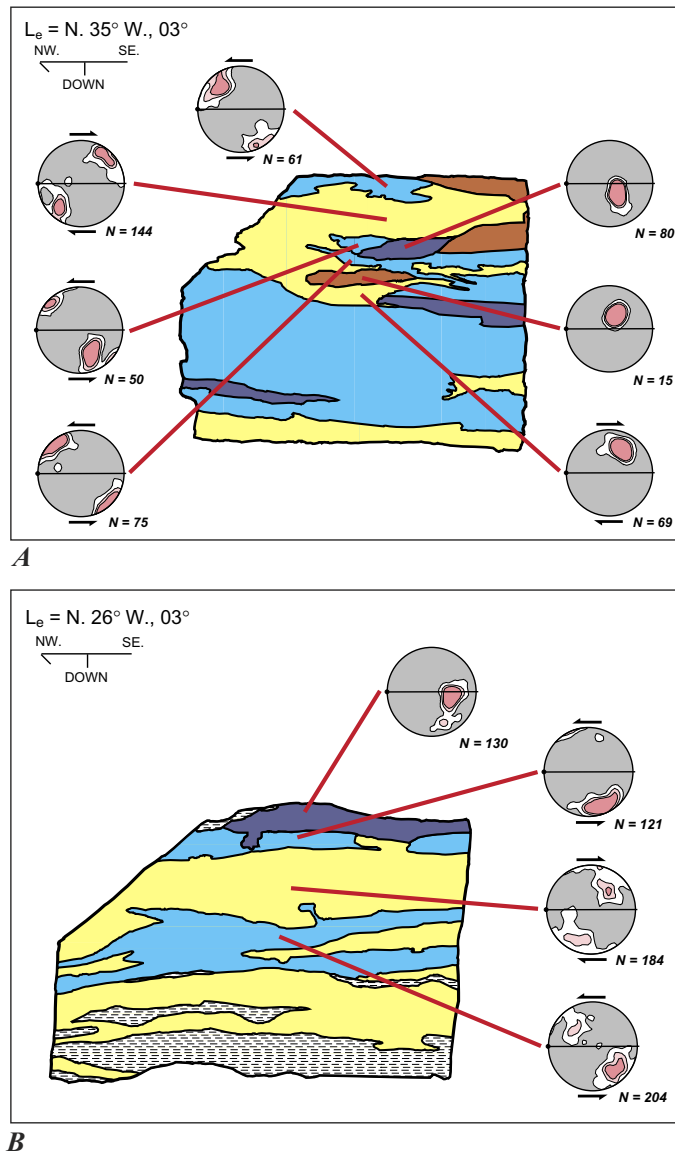 Le = N. 35° W., 03°
NW. SE.
DOWN
N = 61
N = 144
N = 80
N = 50
N = 15
N = 75
N = 69
A
Le = N. 26° W., 03°
NW. SE.
DOWN
N = 130
N = 121
N = 184
N = 204
B